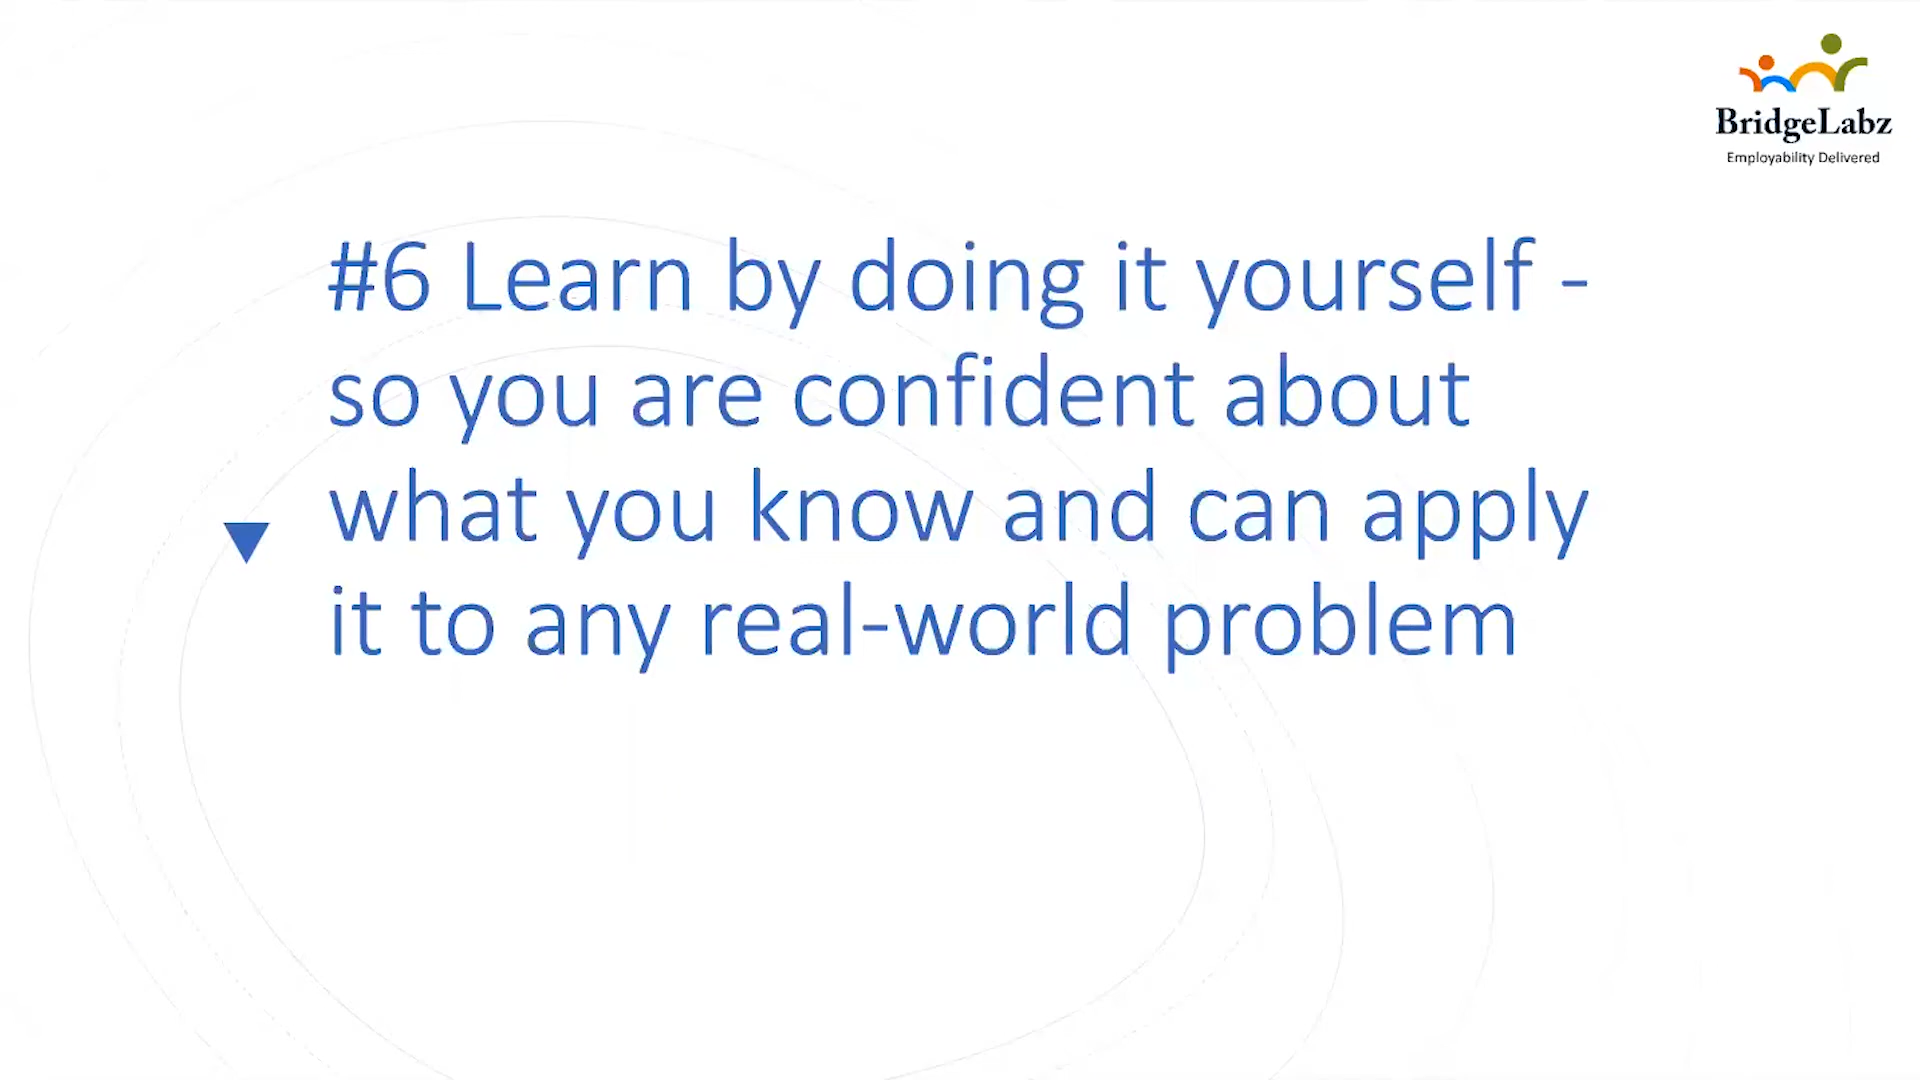 BridgeLabz
Employability Delivered
#6 Learn by doing it yourself -
so you are confident about
what you know and can apply
it to any real-world problem